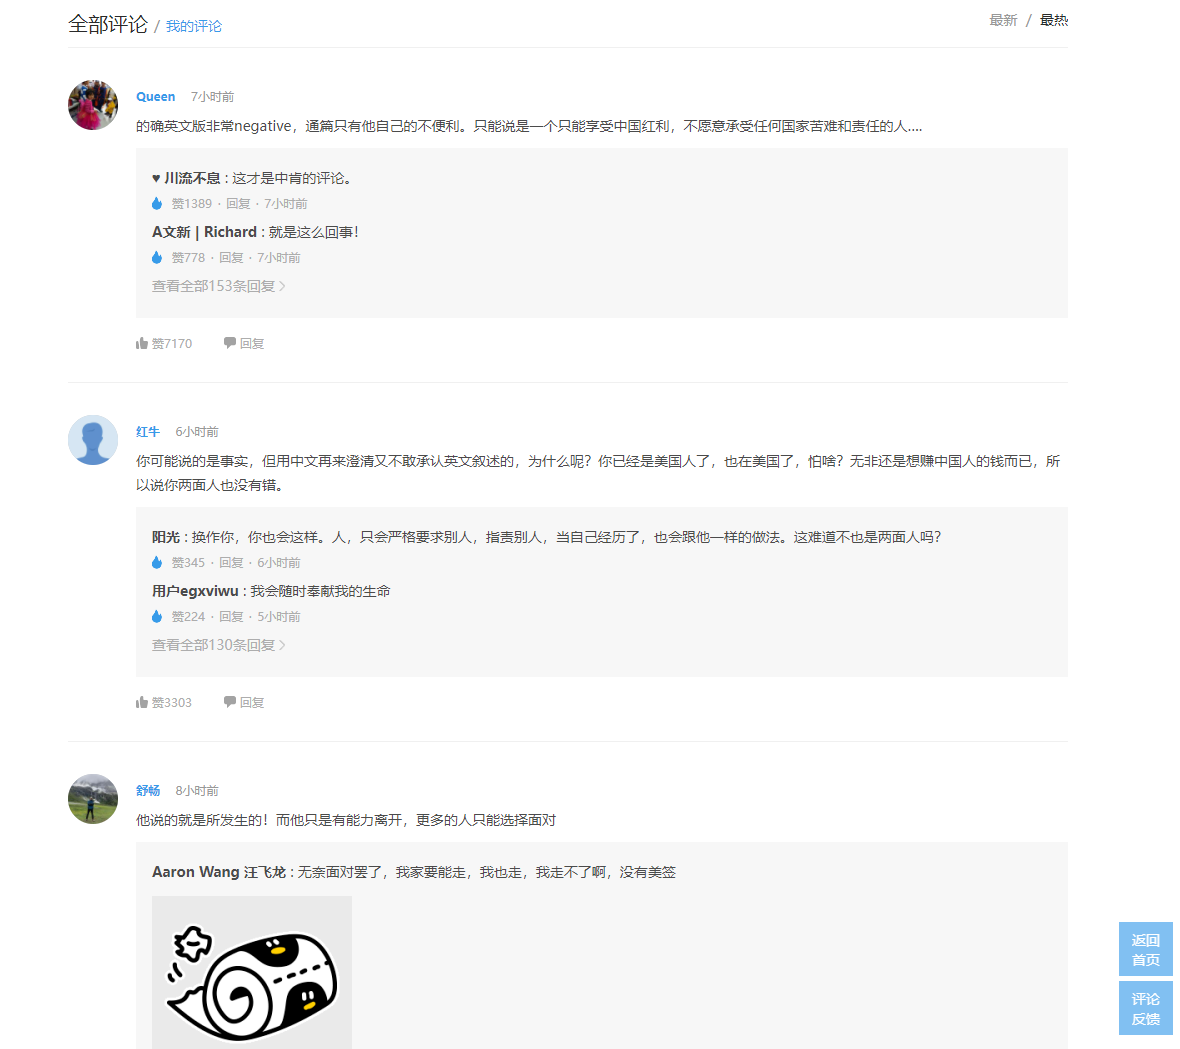 全部评论 / 我的评论
最新 / 最热
Queen 7小时前
的确英文版非常negative，通篇只有他自己的不便利。只能说是一个只能享受中国红利，不愿意承受任何国家苦难和责任的人....
♥ 川流不息 : 这才是中肯的评论。
赞1389 · 回复 · 7小时前
A文新 | Richard : 就是这么回事！
赞778 · 回复 · 7小时前
查看全部153条回复 >
赞7170 回复
红牛 6小时前
你可能说的是事实，但用中文再来澄清又不敢承认英文叙述的，为什么呢？你已经是美国人了，也在美国了，怕啥？无非还是想赚中国人的钱而已，所
以说你两面人也没有错。
阳光 : 换作你，你也会这样。人，只会严格要求别人，指责别人，当自己经历了，也会跟他一样的做法。这难道不也是两面人吗？
赞345 · 回复 · 6小时前
用户egxviwu : 我会随时奉献我的生命
赞224 · 回复 · 5小时前
查看全部130条回复 >
赞3303 回复
舒畅 8小时前
他说的就是所发生的！而他只是有能力离开，更多的人只能选择面对
Aaron Wang 汪飞龙 : 无奈面对罢了，我家要能走，我也走，我走不了啊，没有美签
返回
首页
评论
反馈